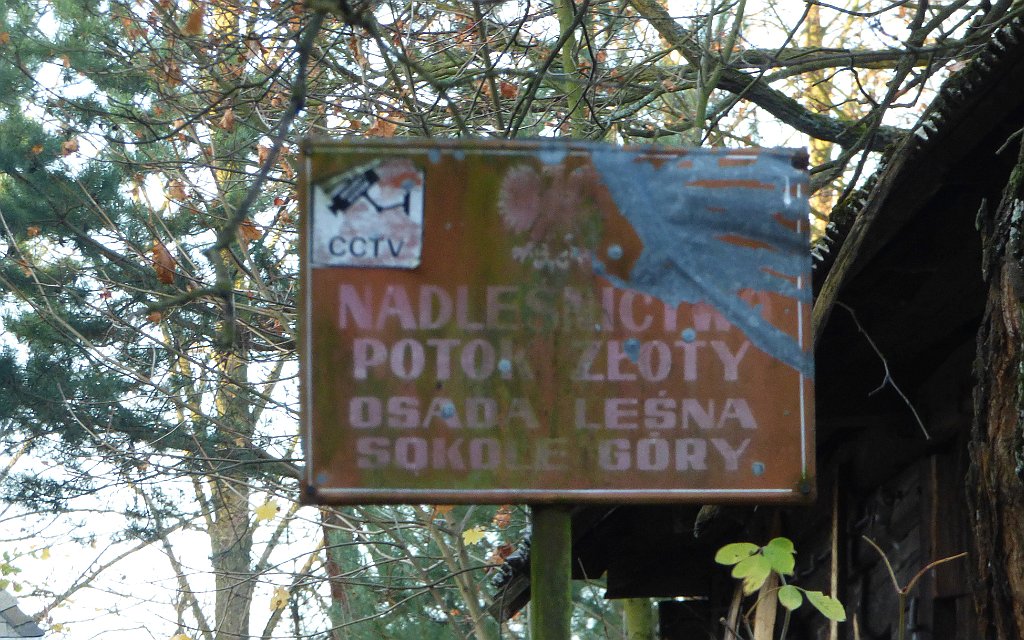 CCTV
NADLEŚNICTWO
POTOK ZŁOTY
OSADA LEŚNA
SOKOLE GÓRY